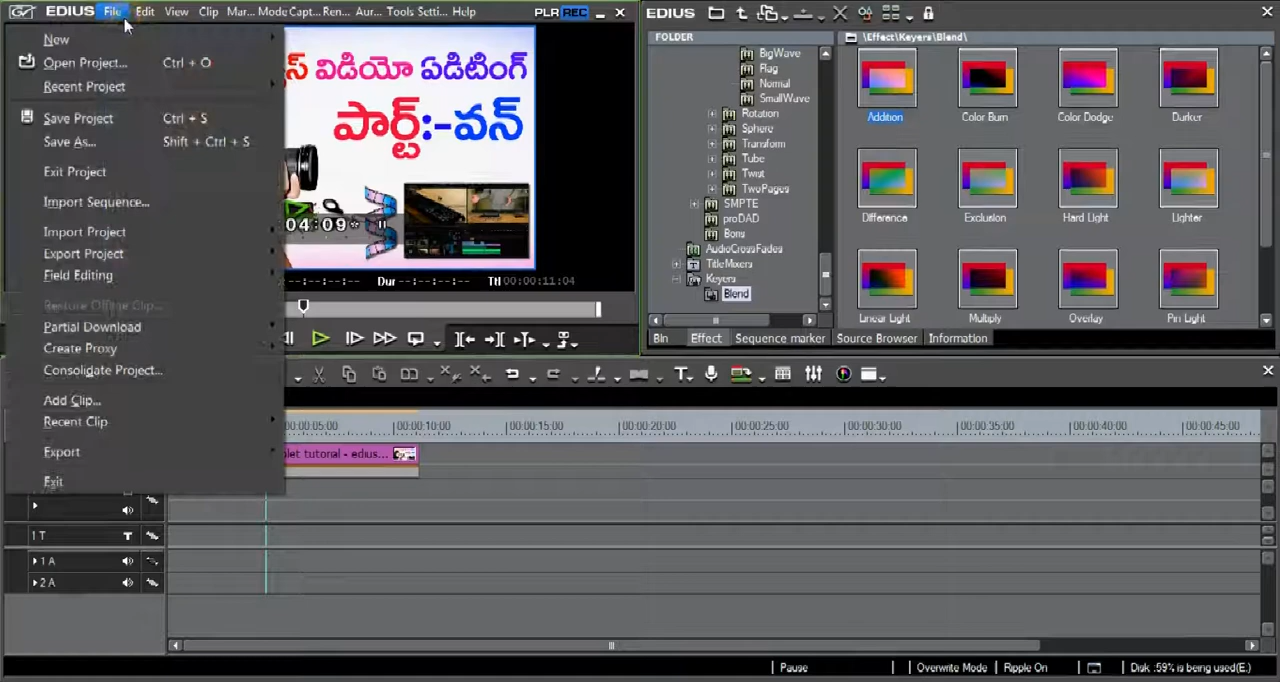 EDIUS File Edit View Clip Mar... Mode Capt... Ren... Aur... Tools Setti... Help PLR REC
New
Open Project... Ctrl + O
Recent Project
Save Project Ctrl + S
Save As... Shift + Ctrl + S
Exit Project
Import Sequence...
Import Project
Export Project
Field Editing
Restore Offline Clip...
Partial Download
Create Proxy
Consolidate Project...
Add Clip...
Recent Clip
Export
Exit
విడియో ఏడిటింగ్
పార్ట్:-వన్
04:09
--:--:-- Dur --:--:--:-- Ttl 00:00:11:04
EDIUS
FOLDER
BigWave
Flag
Normal
SmallWave
Rotation
Sphere
Transform
Tube
Twist
TwoPages
SMPTE
proDAD
Bons
AudioCrossFades
TitleMixers
Keyers
Blend
\Effect\Keyers\Blend\
Addition Color Burn Color Dodge Darker
Difference Exclusion Hard Light Lighter
Linear Light Multiply Overlay Pin Light
Bin Effect Sequence marker Source Browser Information
00:00:05:00 00:00:10:00 00:00:15:00 00:00:20:00 00:00:25:00 00:00:30:00 00:00:35:00 00:00:40:00 00:00:45:00
let tutorial - edius...
1 T T
1 A
2 A
Pause Overwrite Mode Ripple On Disk :59% is being used(E:)